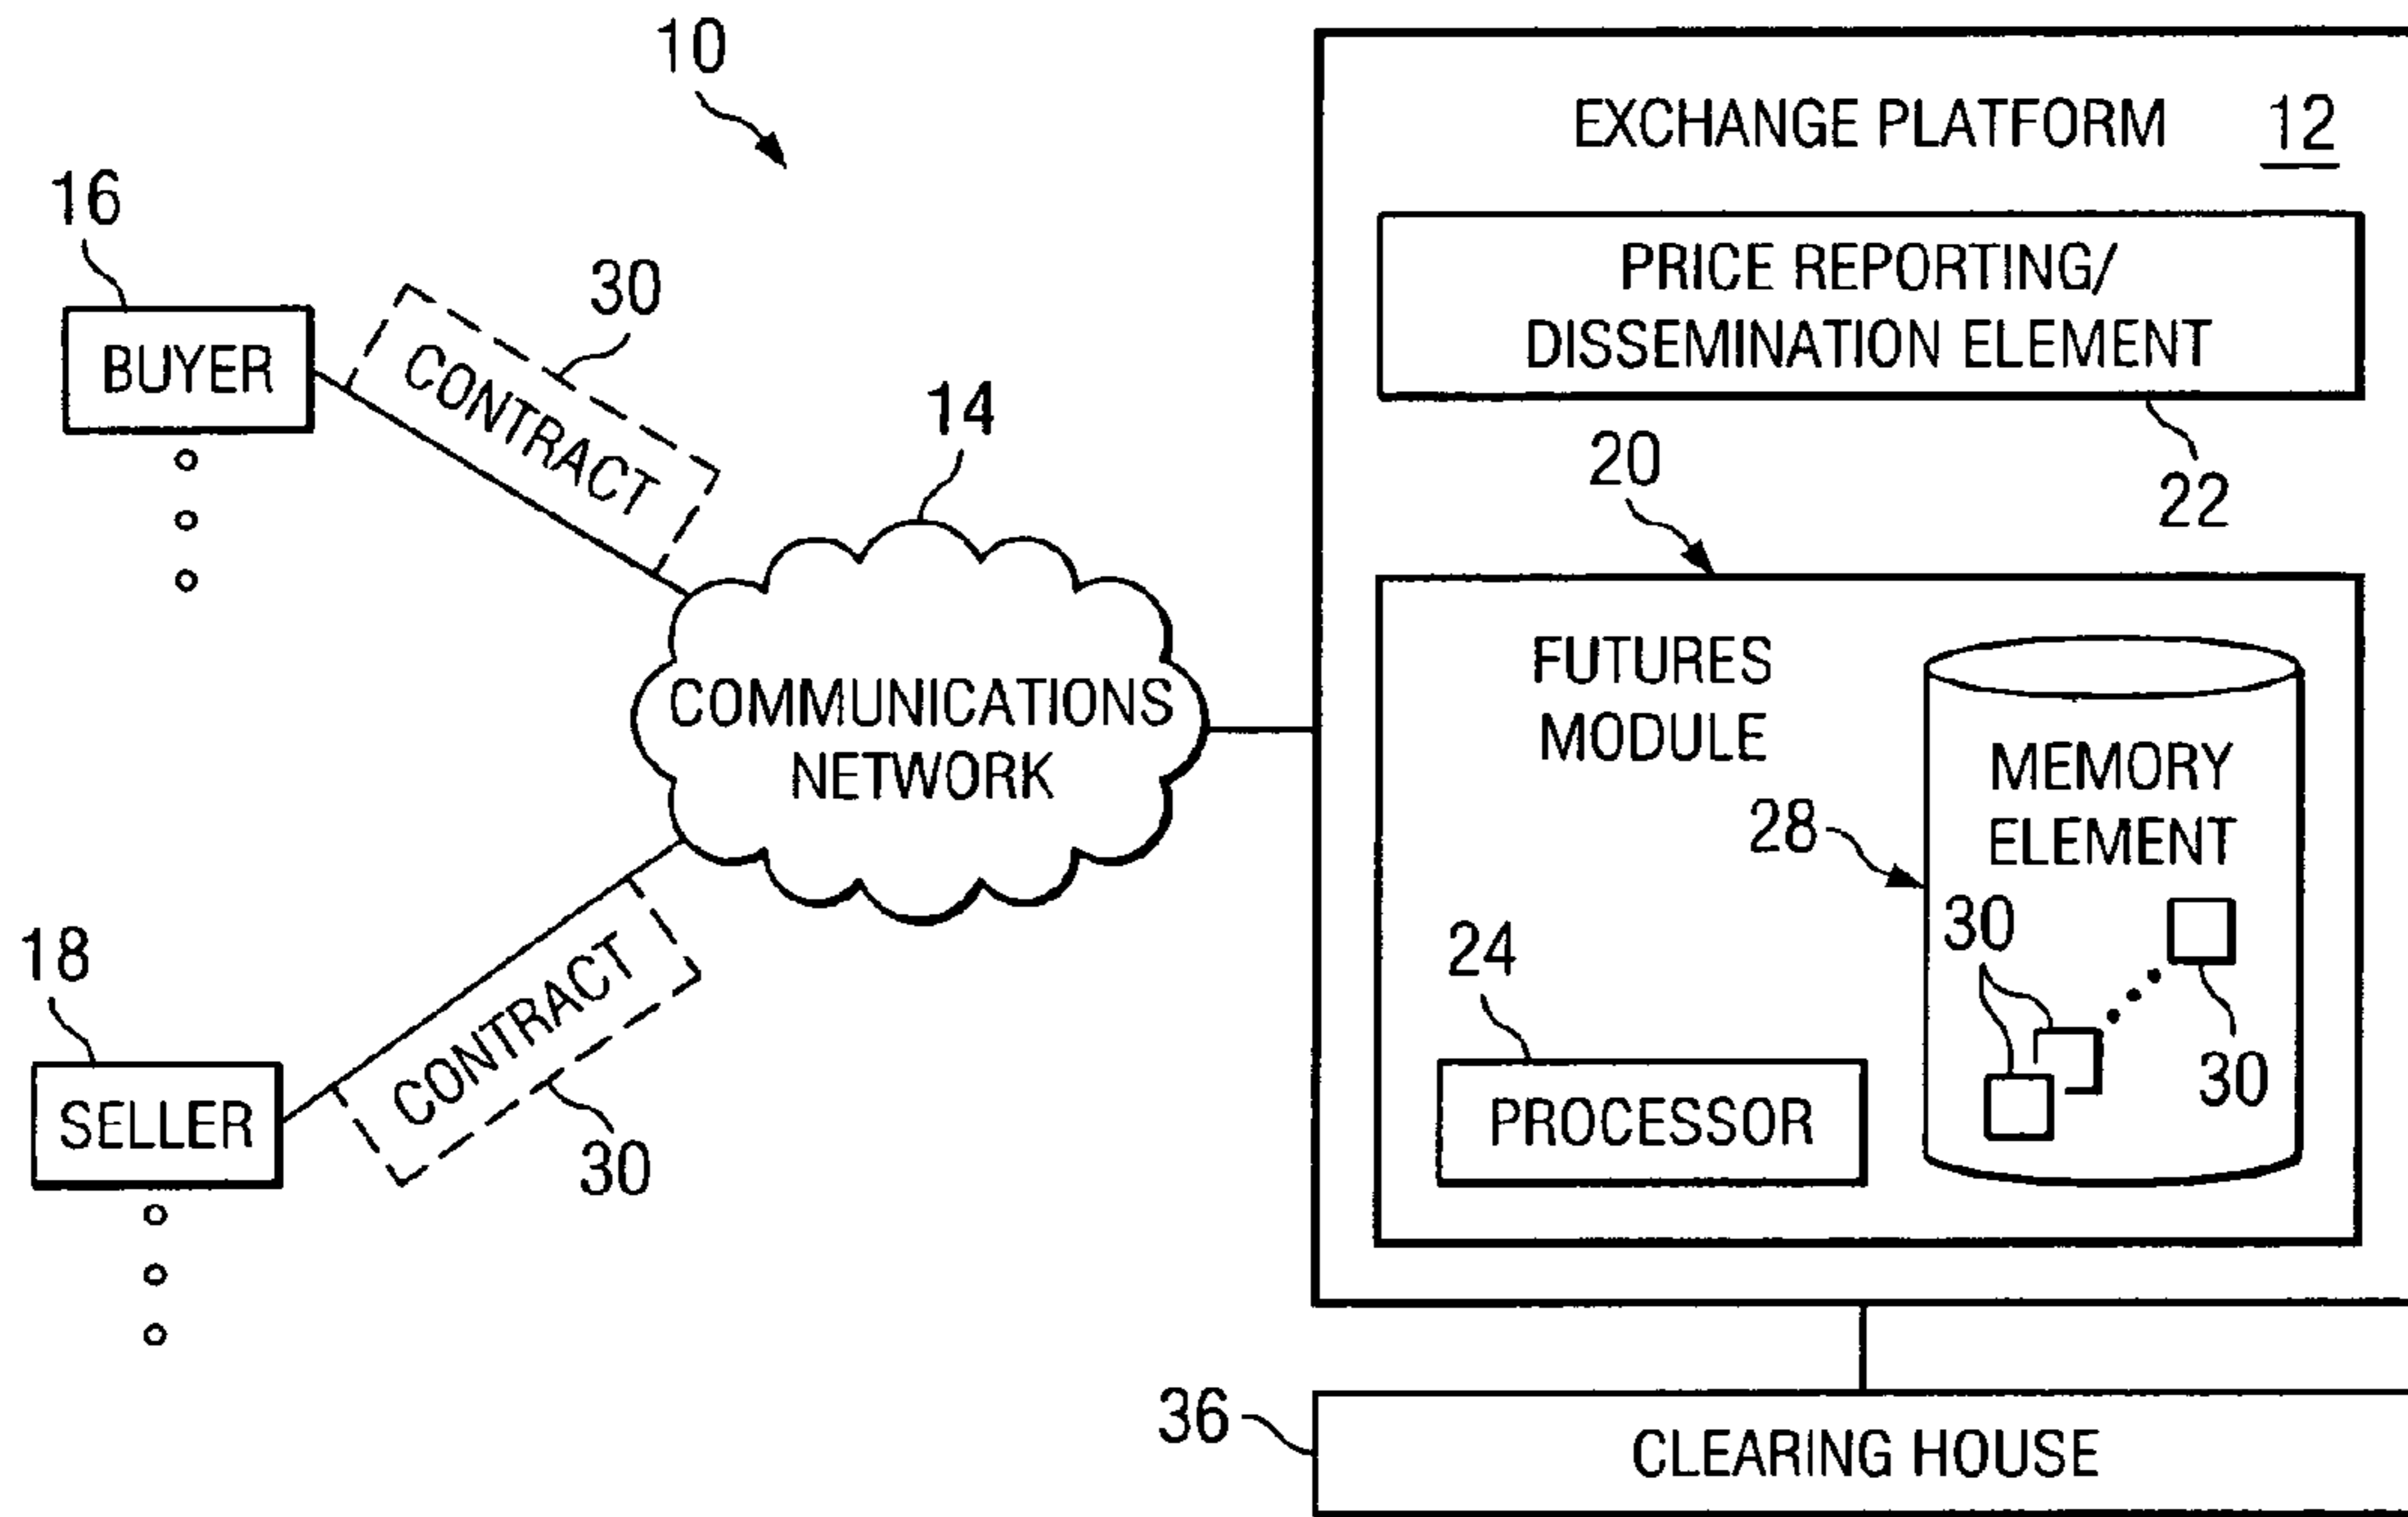 10
16
BUYER
30
CONTRACT
14
COMMUNICATIONS
NETWORK
18
SELLER
CONTRACT
30
EXCHANGE PLATFORM 12
PRICE REPORTING/
DISSEMINATION ELEMENT
22
20
FUTURES
MODULE
MEMORY
ELEMENT
28
30
30
24
PROCESSOR
36
CLEARING HOUSE